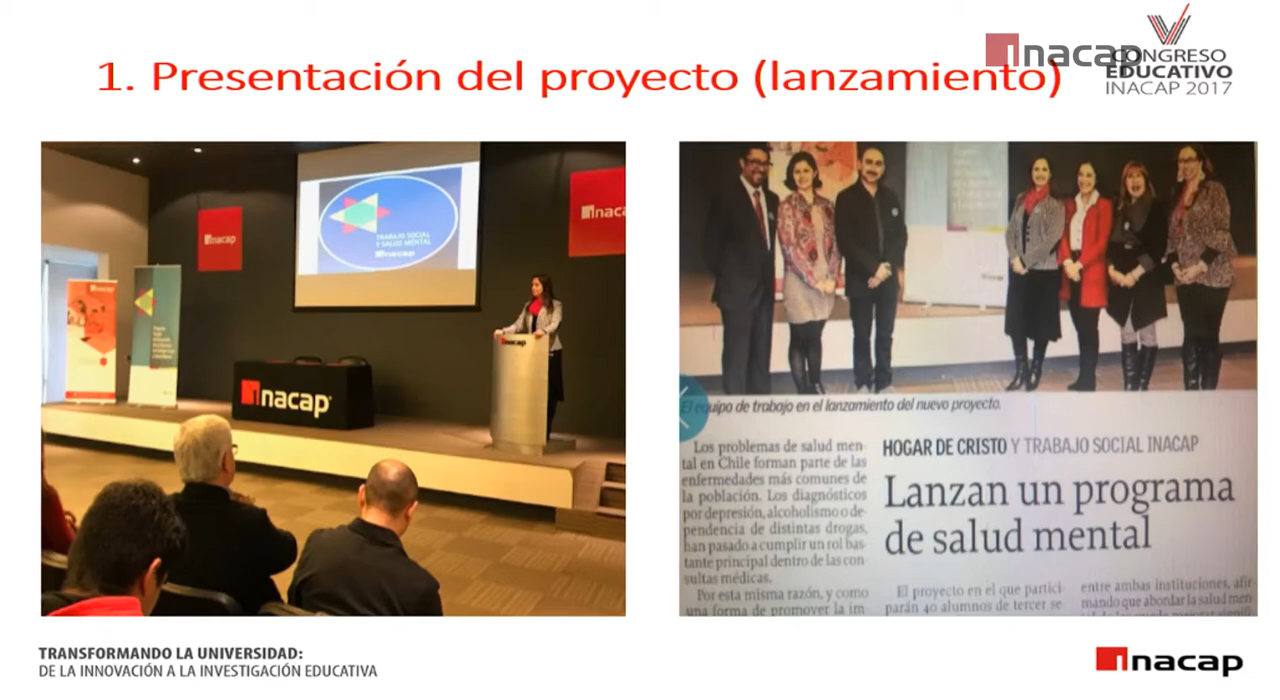 1. Presentación del proyecto (lanzamiento)
inacap
CONGRESO
EDUCATIVO
INACAP 2017
inacap
TRABAJO SOCIAL
Y SALUD MENTAL
inacap
inacap
inacap
inacap
inacap
El equipo de trabajo en el lanzamiento del nuevo proyecto.
Los problemas de salud men-
tal en Chile forman parte de las
enfermedades más comunes de
la población. Los diagnósticos
por depresión, alcoholismo o de-
pendencia de distintas drogas,
han pasado a cumplir un rol bas-
tante principal dentro de las con-
sultas médicas.
Por esta misma razón, y como
una forma de promover la im
HOGAR DE CRISTO Y TRABAJO SOCIAL INACAP
Lanzan un programa
de salud mental
El proyecto en el que partici-
parán 40 alumnos de tercer se
entre ambas instituciones, afir
mando que abordar la salud men
TRANSFORMANDO LA UNIVERSIDAD:
DE LA INNOVACIÓN A LA INVESTIGACIÓN EDUCATIVA
inacap